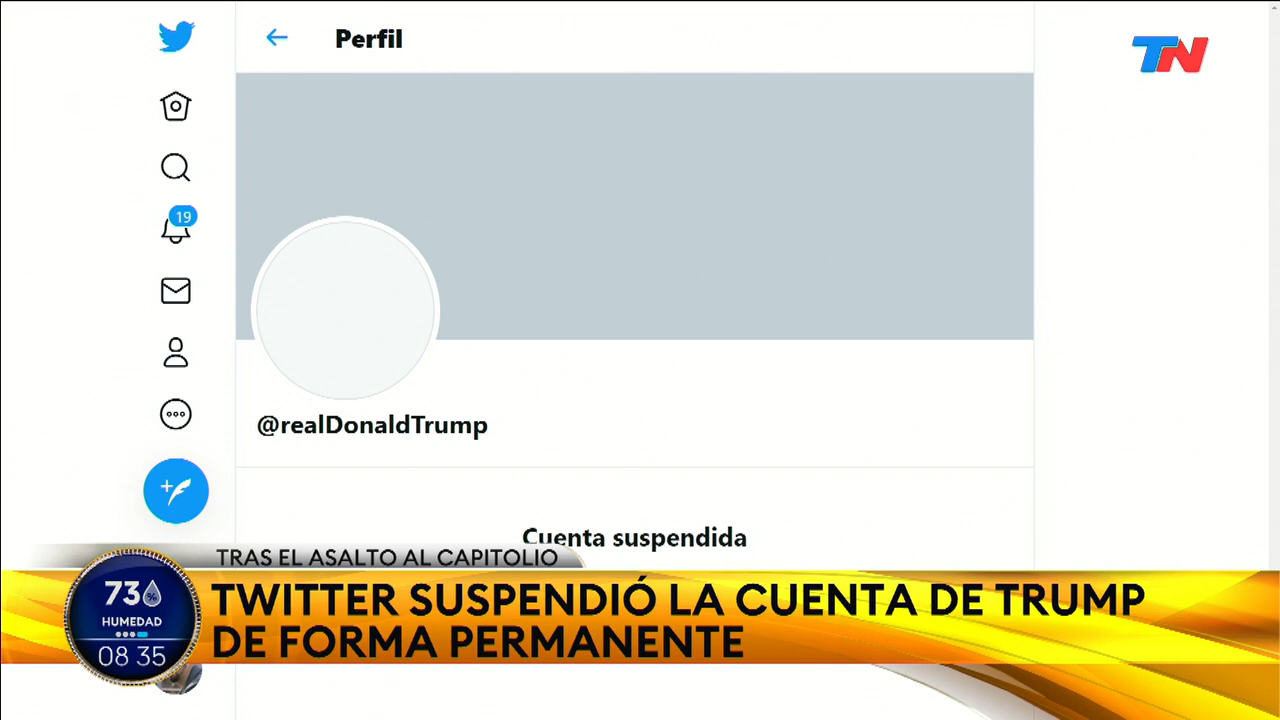 Perfil
TN
19
@realDonaldTrump
Cuenta suspendida
TRAS EL ASALTO AL CAPITOLIO
TWITTER SUSPENDIÓ LA CUENTA DE TRUMP
DE FORMA PERMANENTE
73 %
HUMEDAD
08 35